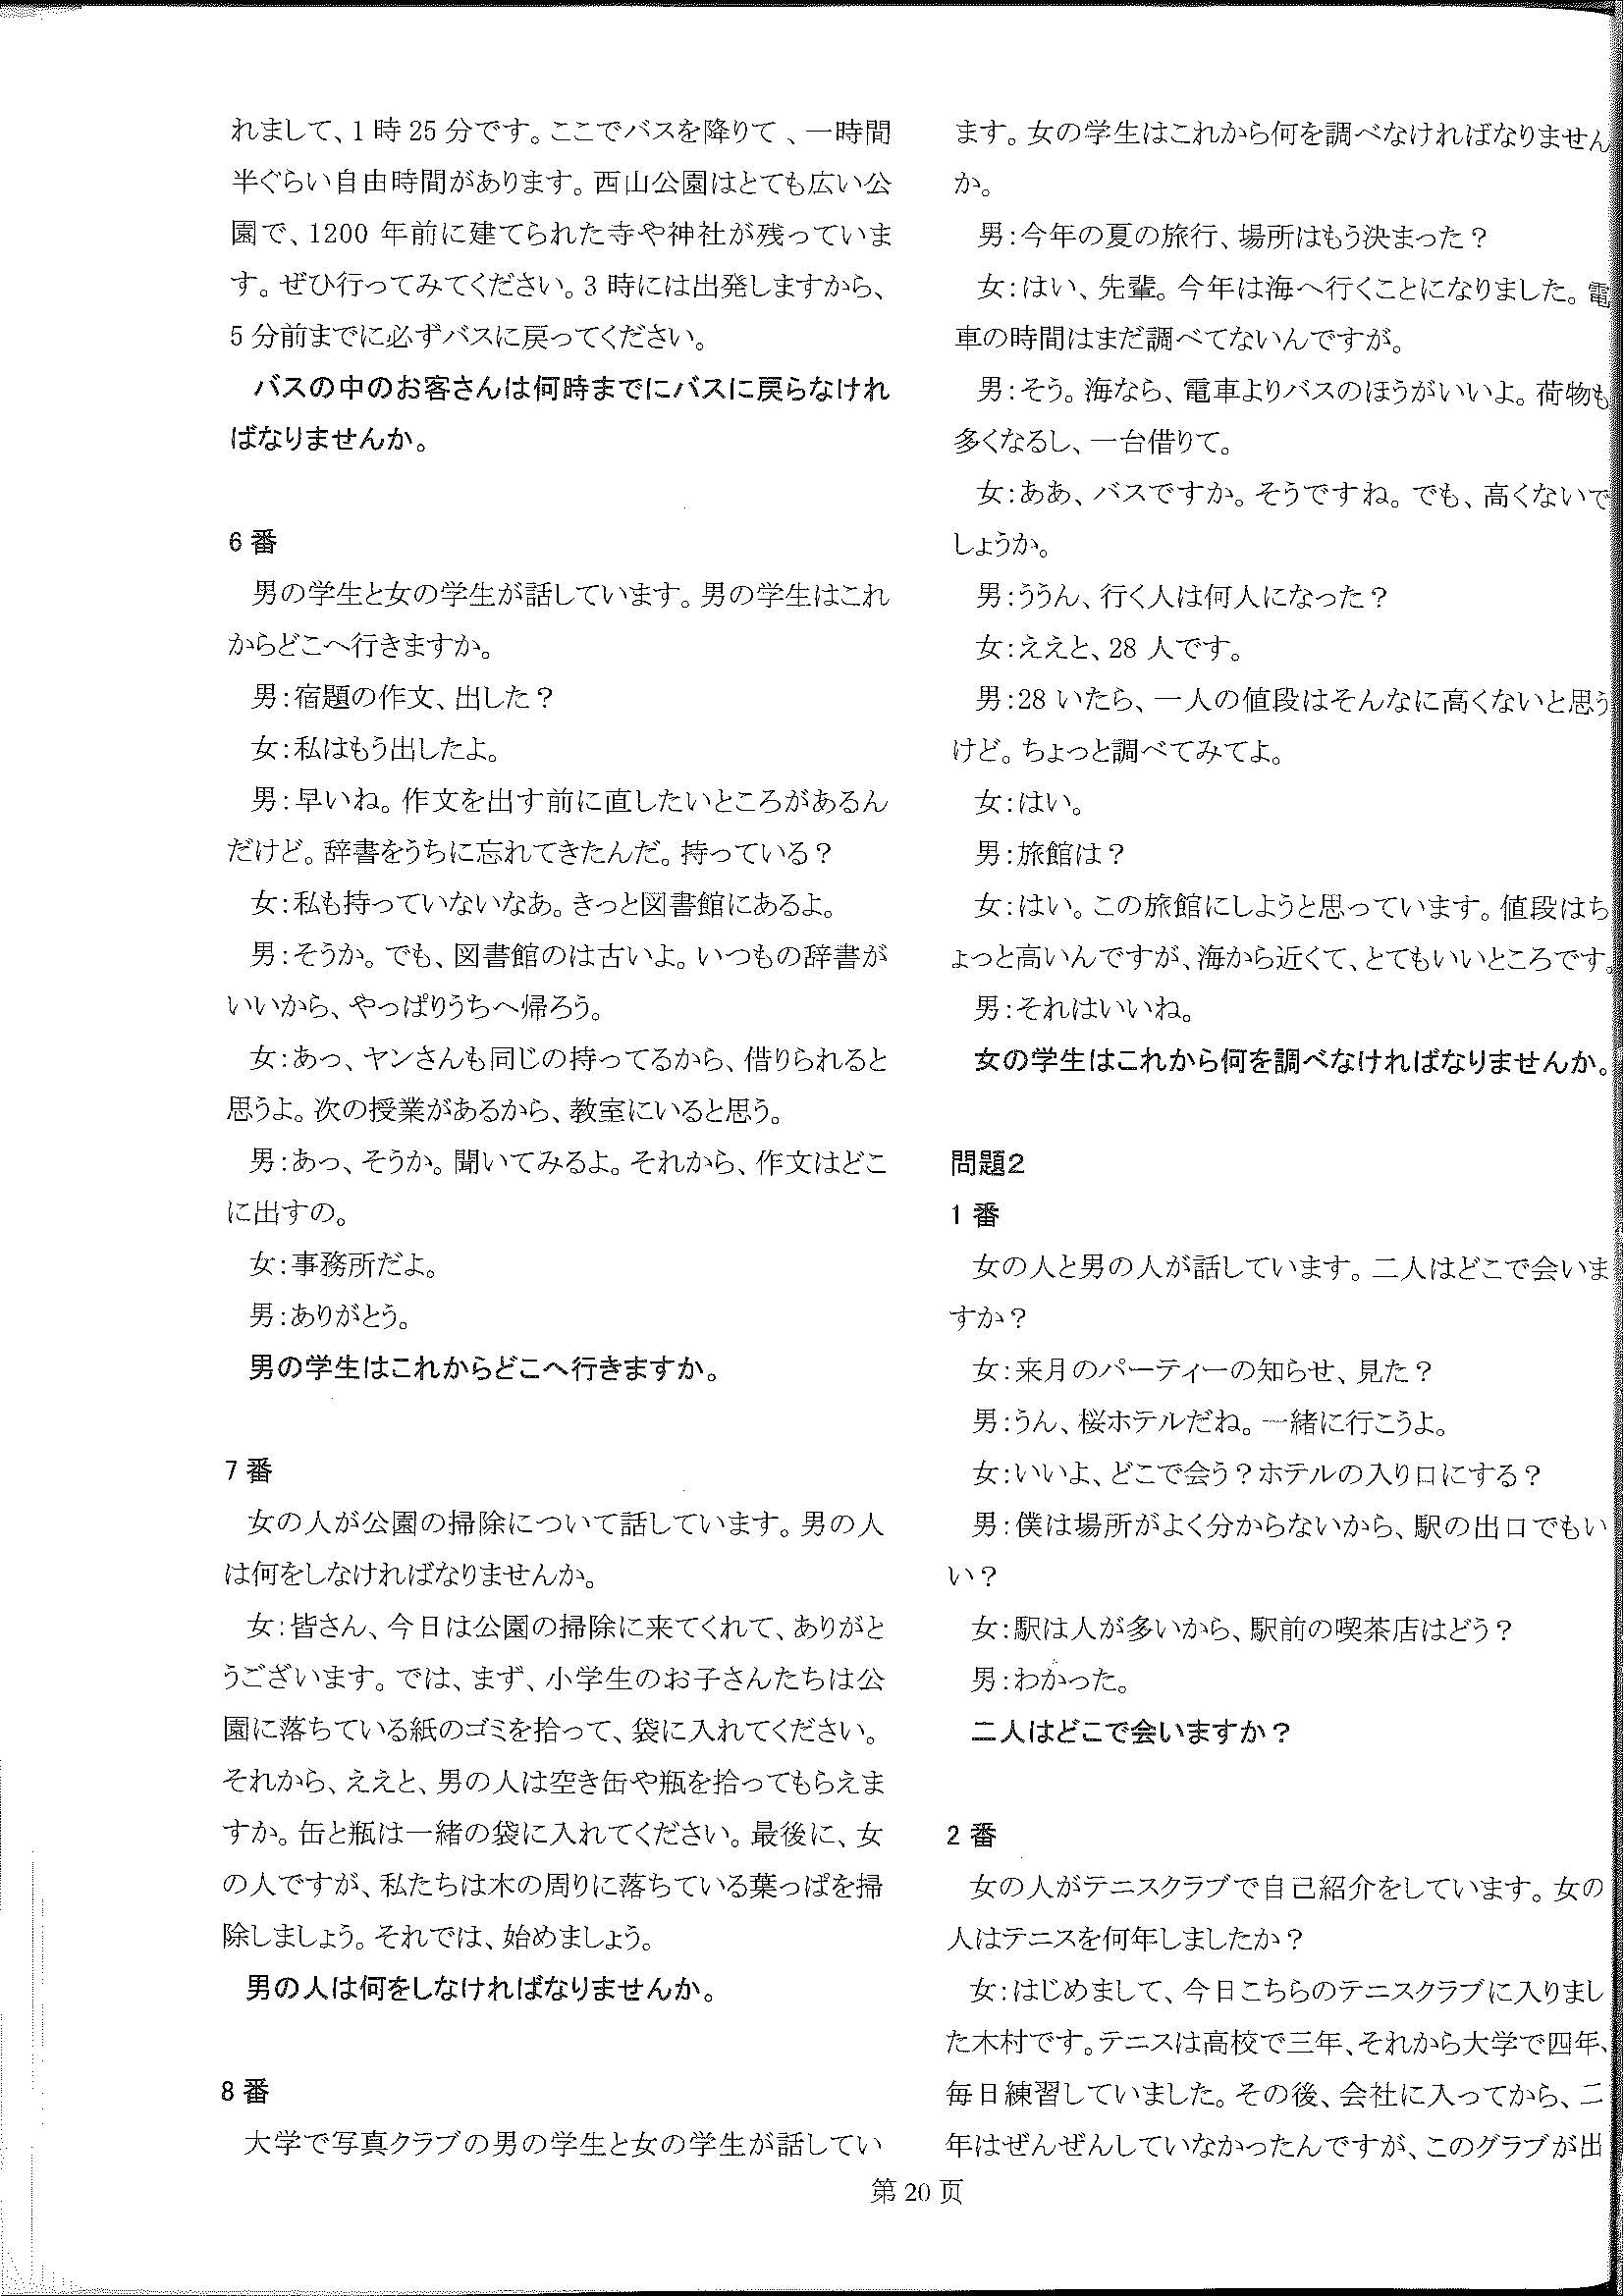 れまして、1 時 25 分です。ここでバスを降りて 、一時間
半ぐらい自由時間があります。西山公園はとても広い公
園で、1200 年前に建てられた寺や神社が残っていま
す。ぜひ行ってみてください。3 時には出発しますから、
5 分前までに必ずバスに戻ってください。
バスの中のお客さんは何時までにバスに戻らなけれ
ばなりませんか。
6 番
男の学生と女の学生が話しています。男の学生はこれ
からどこへ行きますか。
男:宿題の作文、出した?
女:私はもう出したよ。
男:早いね。作文を出す前に直したいところがあるん
だけど。辞書をうちに忘れてきたんだ。持っている?
女:私も持っていないなあ。きっと図書館にあるよ。
男:そうか。でも、図書館のは古いよ。いつもの辞書が
いいから、やっぱりうちへ帰ろう。
女:あっ、ヤンさんも同じの持ってるから、借りられると
思うよ。次の授業があるから、教室にいると思う。
男:あっ、そうか。聞いてみるよ。それから、作文はどこ
に出すの。
女:事務所だよ。
男:ありがとう。
男の学生はこれからどこへ行きますか。
7 番
女の人が公園の掃除について話しています。男の人
は何をしなければなりませんか。
女:皆さん、今日は公園の掃除に来てくれて、ありがと
うございます。では、まず、小学生のお子さんたちは公
園に落ちている紙のゴミを拾って、袋に入れてください。
それから、ええと、男の人は空き缶や瓶を拾ってもらえま
すか。缶と瓶は一緒の袋に入れてください。最後に、女
の人ですが、私たちは木の周りに落ちている葉っぱを掃
除しましょう。それでは、始めましょう。
男の人は何をしなければなりませんか。
8 番
大学で写真クラブの男の学生と女の学生が話してい
ます。女の学生はこれから何を調べなければなりません
か。
男:今年の夏の旅行、場所はもう決まった?
女:はい、先輩。今年は海へ行くことになりました。電
車の時間はまだ調べてないんですが。
男:そう。海なら、電車よりバスのほうがいいよ。荷物も
多くなるし、一台借りて。
女:ああ、バスですか。そうですね。でも、高くないで
しょうか。
男:ううん、行く人は何人になった?
女:ええと、28 人です。
男:28 いたら、一人の値段はそんなに高くないと思う
けど。ちょっと調べてみてよ。
女:はい。
男:旅館は?
女:はい。この旅館にしようと思っています。値段はち
ょっと高いんですが、海から近くて、とてもいいところです。
男:それはいいね。
女の学生はこれから何を調べなければなりませんか。
問題2
1 番
女の人と男の人が話しています。二人はどこで会いま
すか?
女:来月のパーティーの知らせ、見た?
男:うん、桜ホテルだね。一緒に行こうよ。
女:いいよ、どこで会う?ホテルの入り口にする?
男:僕は場所がよく分からないから、駅の出口でもい
い?
女:駅は人が多いから、駅前の喫茶店はどう?
男:わかった。
二人はどこで会いますか?
2 番
女の人がテニスクラブで自己紹介をしています。女の
人はテニスを何年しましたか?
女:はじめまして、今日こちらのテニスクラブに入りまし
た木村です。テニスは高校で三年、それから大学で四年、
毎日練習していました。その後、会社に入ってから、二
年はぜんぜんしていなかったんですが、このグラブが出
第 20 页